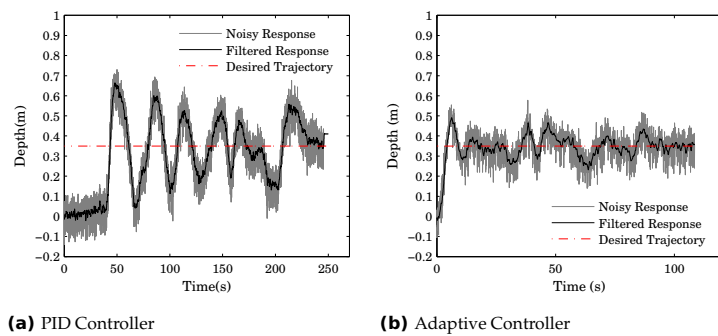 1
0.9
0.8
0.7
0.6
0.5
0.4
0.3
0.2
0.1
0
−0.1
−0.2
Depth(m)
Noisy Response
Filtered Response
Desired Trajectory
0 50 100 150 200 250
Time(s)
1
0.9
0.8
0.7
0.6
0.5
0.4
0.3
0.2
0.1
0
−0.1
−0.2
Depth (m)
Noisy Response
Filtered Response
Desired Trajectory
0 50 100
Time (s)
(a) PID Controller
(b) Adaptive Controller